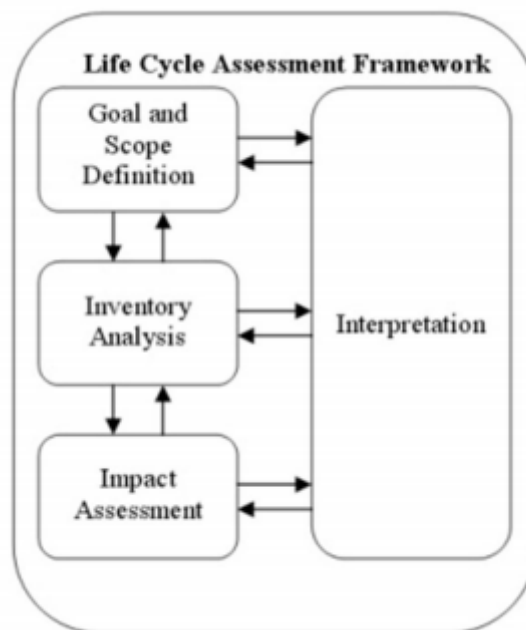 Life Cycle Assessment Framework
Goal and
Scope
Definition
Inventory
Analysis
Interpretation
Impact
Assessment